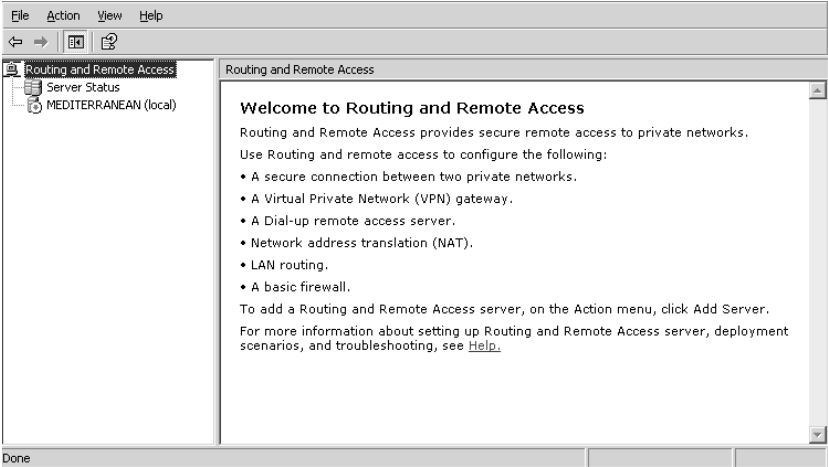 File Action View Help
Routing and Remote Access
Server Status
MEDITERRANEAN (local)
Routing and Remote Access
Welcome to Routing and Remote Access
Routing and Remote Access provides secure remote access to private networks.
Use Routing and remote access to configure the following:
• A secure connection between two private networks.
• A Virtual Private Network (VPN) gateway.
• A Dial-up remote access server.
• Network address translation (NAT).
• LAN routing.
• A basic firewall.
To add a Routing and Remote Access server, on the Action menu, click Add Server.
For more information about setting up Routing and Remote Access server, deployment
scenarios, and troubleshooting, see Help.
Done